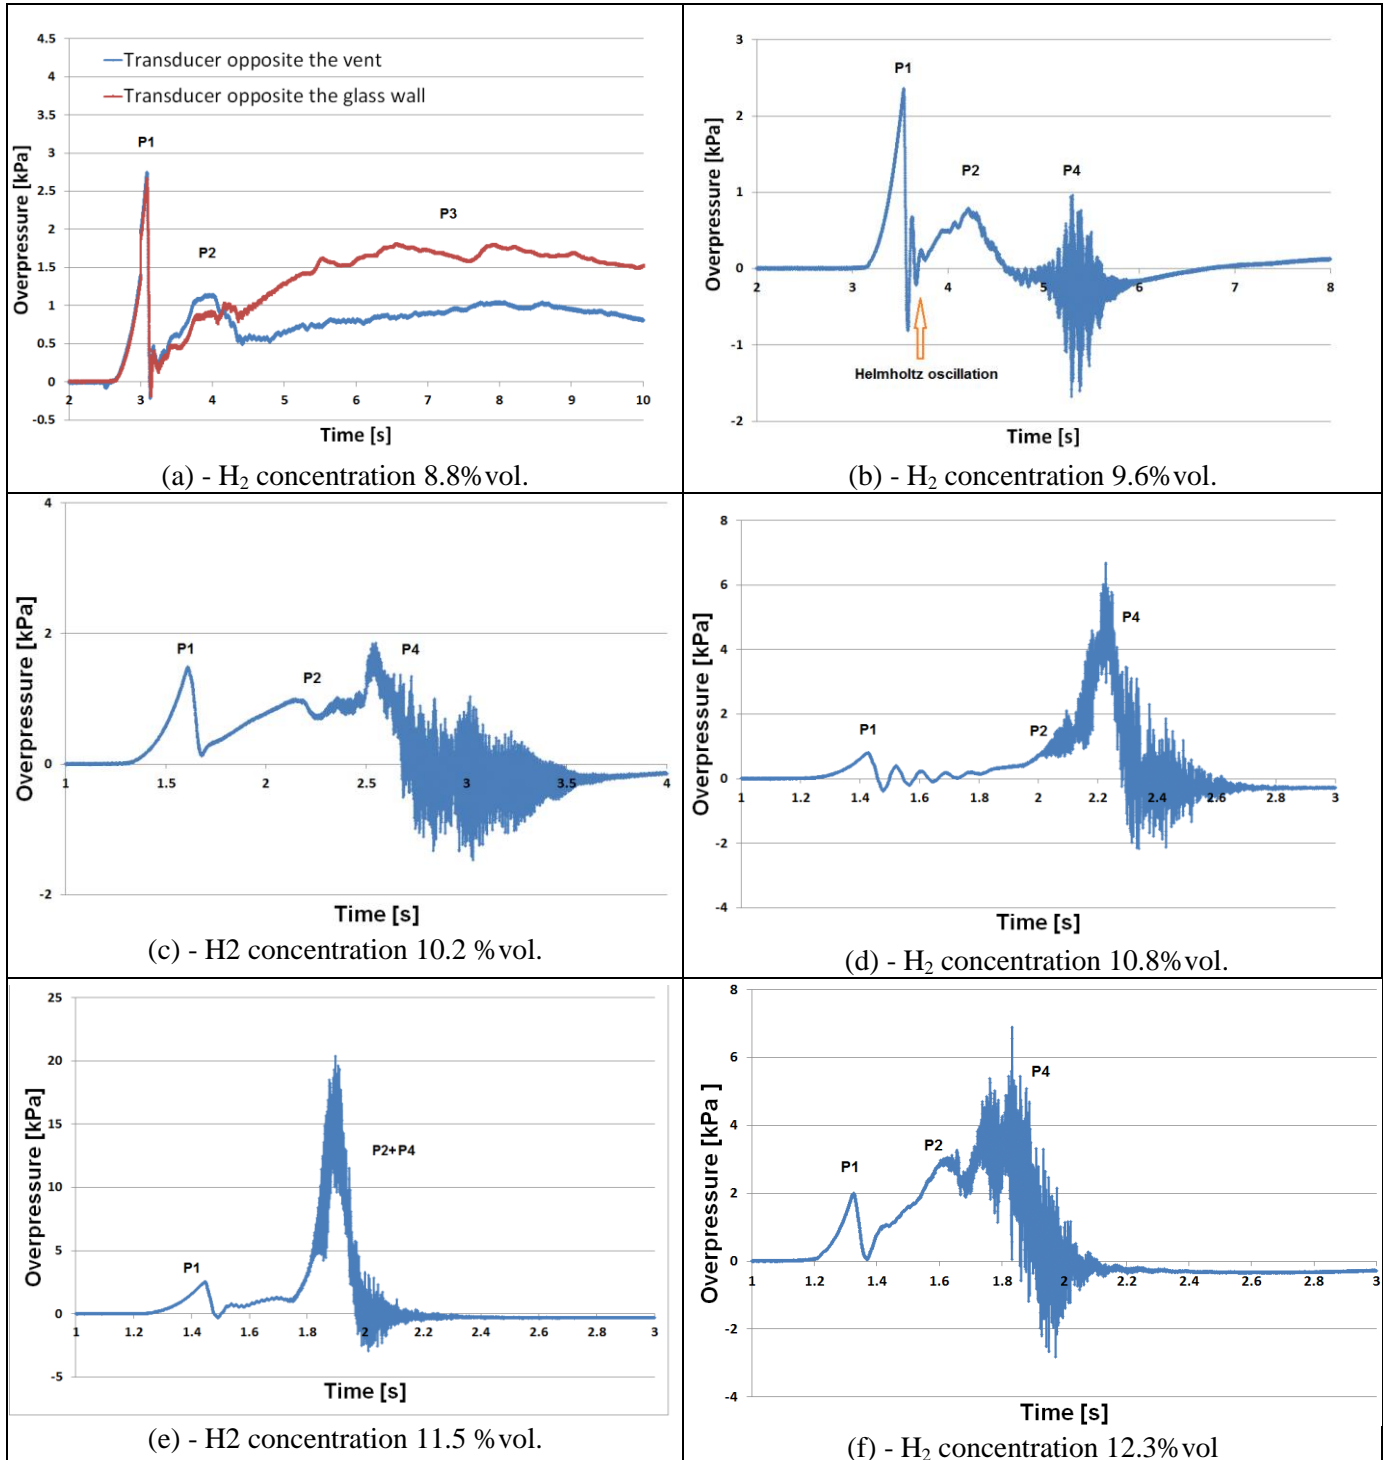 4.5
4
3.5
3
2.5
2
1.5
1
0.5
0
-0.5
Overpressure [kPa]
Transducer opposite the vent
Transducer opposite the glass wall
P1
P2
P3
2 3 4 5 6 7 8 9 10
Time [s]
(a) - H₂ concentration 8.8%vol.
3
2
1
0
-1
-2
Overpressure [kPa]
P1
P2
P4
Helmholtz oscillation
2 3 4 5 6 7 8
Time [s]
(b) - H₂ concentration 9.6%vol.
4
2
0
-2
Overpressure [kPa]
P1
P2
P4
1 1.5 2 2.5 3 3.5 4
Time [s]
(c) - H2 concentration 10.2 %vol.
8
6
4
2
0
-2
-4
Overpressure [kPa]
P1
P2
P4
1 1.2 1.4 1.6 1.8 2 2.2 2.4 2.6 2.8 3
Time [s]
(d) - H₂ concentration 10.8%vol.
25
20
15
10
5
0
-5
Overpressure [kPa]
P1
P2+P4
1 1.2 1.4 1.6 1.8 2 2.2 2.4 2.6 2.8 3
Time [s]
(e) - H2 concentration 11.5 %vol.
8
6
4
2
0
-2
-4
Overpressure [kPa ]
P1
P2
P4
1 1.2 1.4 1.6 1.8 2 2.2 2.4 2.6 2.8 3
Time [s]
(f) - H₂ concentration 12.3%vol